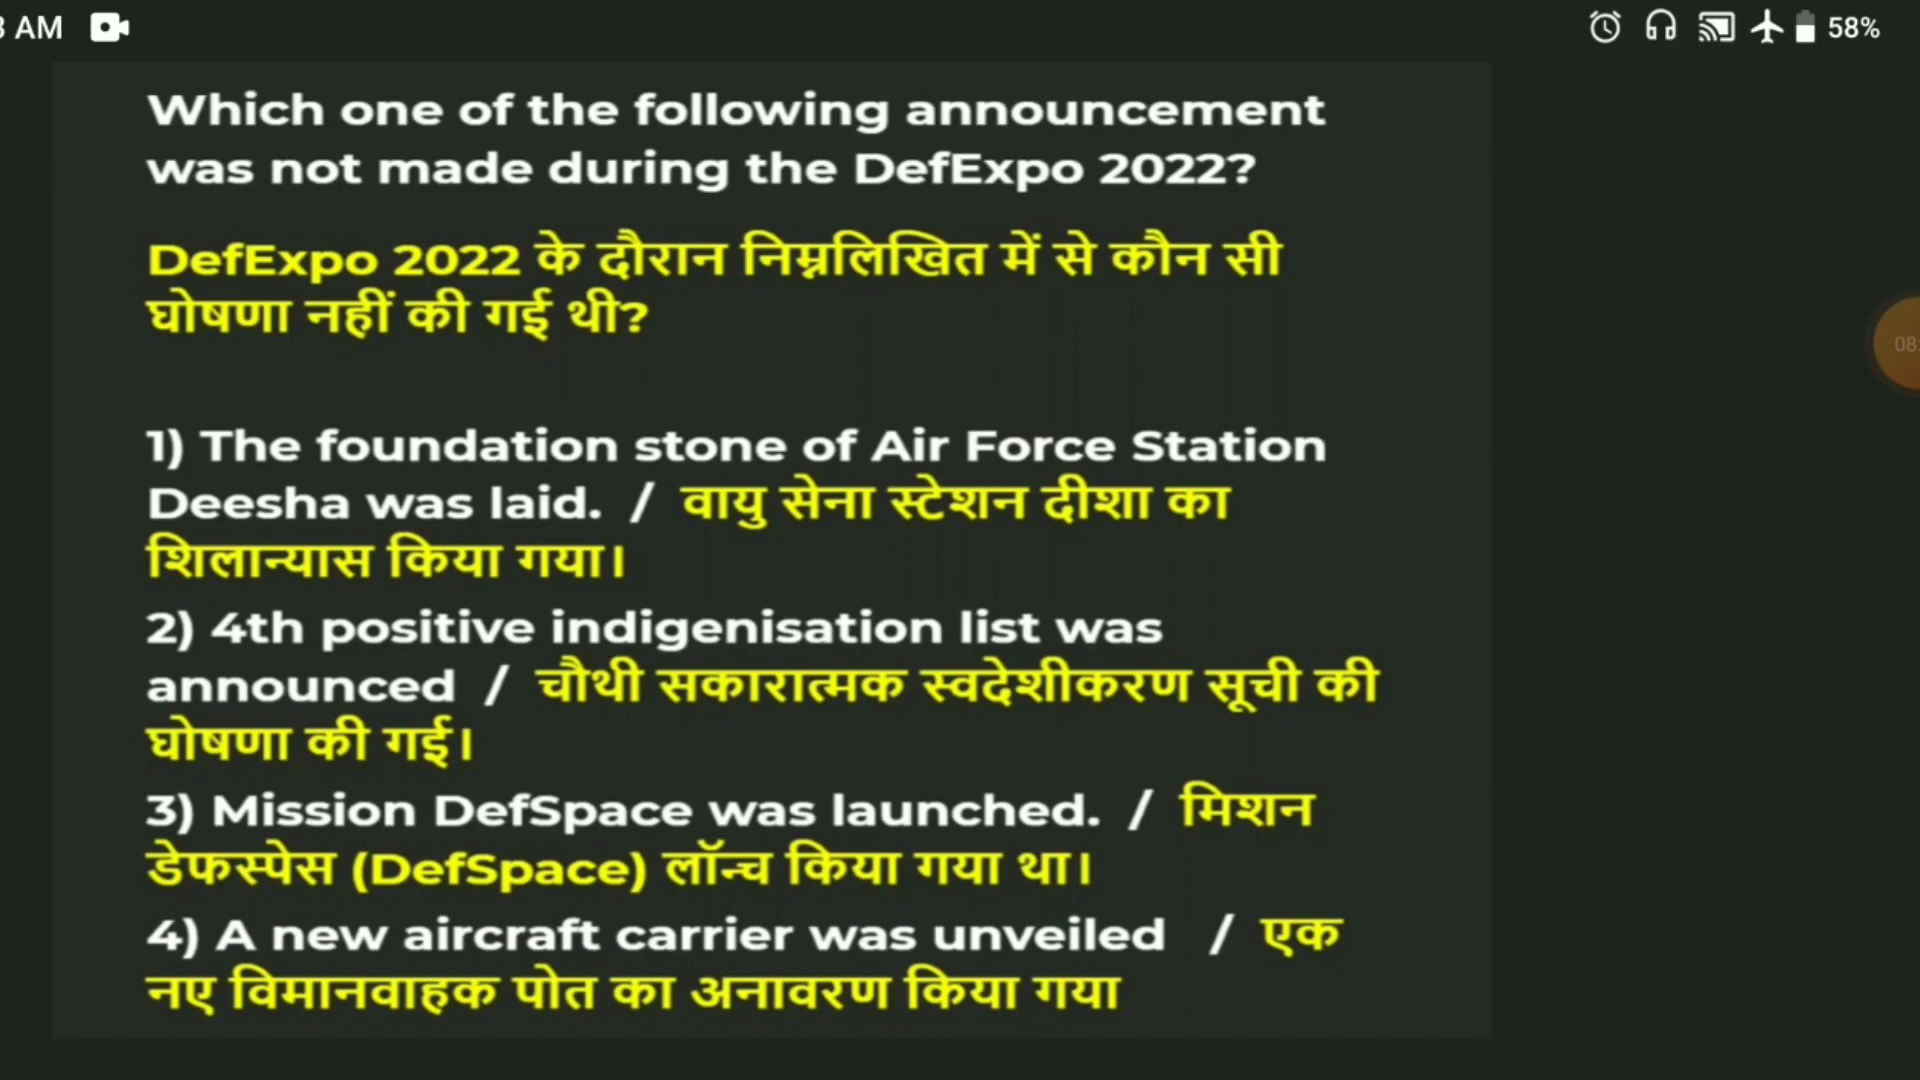 AM
58%
Which one of the following announcement
was not made during the DefExpo 2022?
DefExpo 2022 के दौरान निम्नलिखित में से कौन सी
घोषणा नहीं की गई थी?
08:
1) The foundation stone of Air Force Station
Deesha was laid. / वायु सेना स्टेशन दीशा का
शिलान्यास किया गया।
2) 4th positive indigenisation list was
announced / चौथी सकारात्मक स्वदेशीकरण सूची की
घोषणा की गई।
3) Mission DefSpace was launched. / मिशन
डेफस्पेस (DefSpace) लॉन्च किया गया था।
4) A new aircraft carrier was unveiled / एक
नए विमानवाहक पोत का अनावरण किया गया